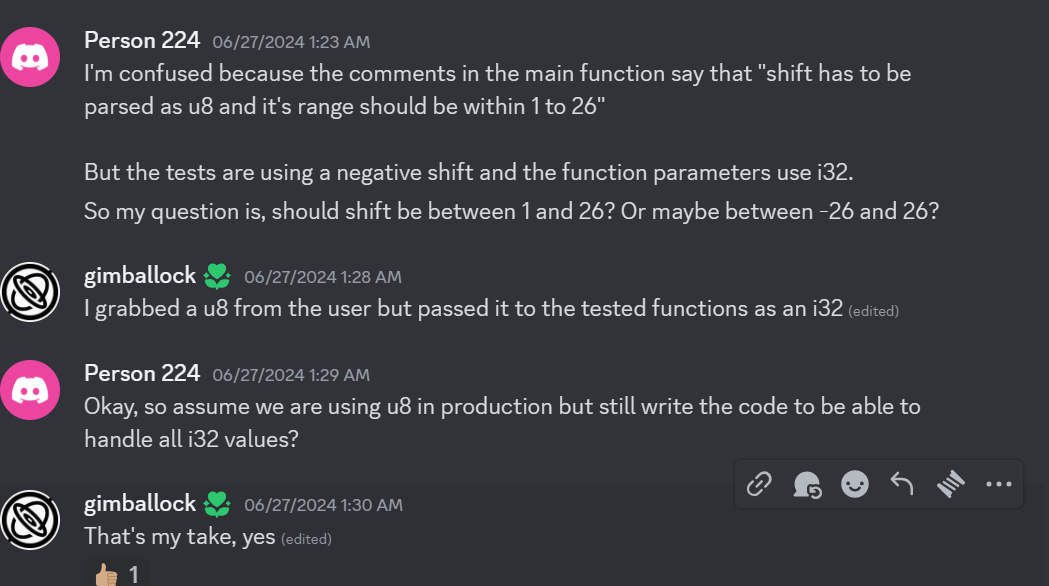 Person 224 06/27/2024 1:23 AM
I'm confused because the comments in the main function say that "shift has to be
parsed as u8 and it's range should be within 1 to 26"
But the tests are using a negative shift and the function parameters use i32.
So my question is, should shift be between 1 and 26? Or maybe between -26 and 26?
gimballock 06/27/2024 1:28 AM
I grabbed a u8 from the user but passed it to the tested functions as an i32 (edited)
Person 224 06/27/2024 1:29 AM
Okay, so assume we are using u8 in production but still write the code to be able to
handle all i32 values?
gimballock 06/27/2024 1:30 AM
That's my take, yes (edited)
1